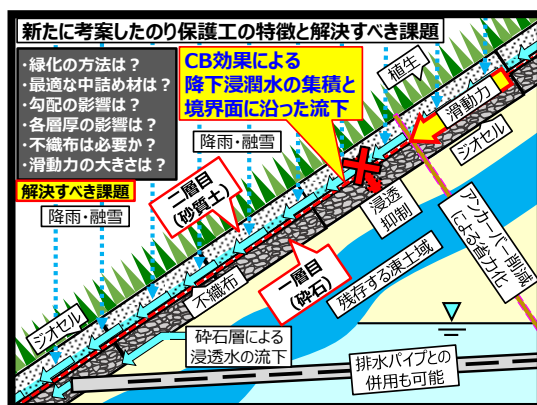 新たに考案したのり保護工の特徴と解決すべき課題
・緑化の方法は？
・最適な中詰め材は？
・勾配の影響は？
・各層厚の影響は？
・不織布は必要か？
・滑動力の大きさは？
解決すべき課題
CB効果による
降下浸潤水の集積と
境界面に沿った流下
植生
滑動力
ジオセル
降雨・融雪
降雨・融雪
二層目
（砂質土）
浸透
抑制
アンカーバー削減
による省力化
一層目
（砕石）
不織布
残存する凍土域
ジオセル
砕石層による
浸透水の流下
排水パイプとの
併用も可能